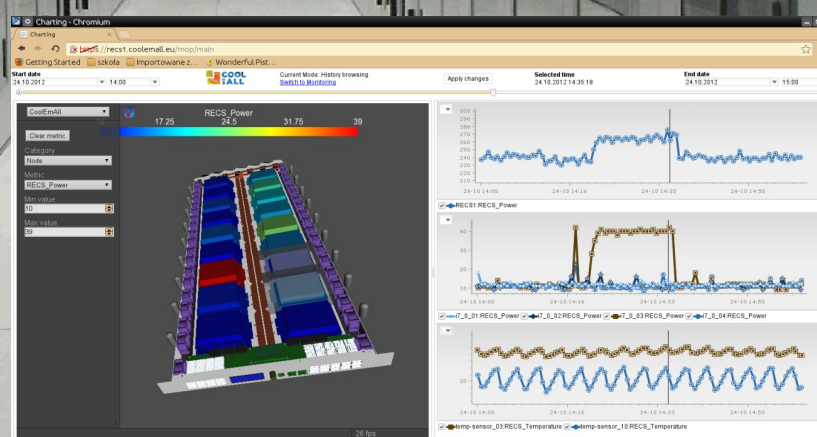 Charting - Chromium
Charting
https://recs1.coolemall.eu/mop/main
Getting Started szkoła Importowane z... Wonderful Pist...
Start date
24.10.2012 14:00
COOL
EMALL
Current Mode: History browsing
Switch to Monitoring
Apply changes
Selected time
24.10.2012 14:35:18
End date
24.10.2012 15:00
CoolEmAll
Clear metric
Category
Node
Metric
RECS_Power
Min value
10
Max value
39
RECS_Power
10 17.25 24.5 31.75 39
26 fps
300
290
280
270
260
250
240
230
220
210
24-10 14:00 24-10 14:16 24-10 14:33 24-10 14:50
RECS1:RECS_Power
40
30
20
10
24-10 14:00 24-10 14:16 24-10 14:33 24-10 14:50
i7_0_01:RECS_Power i7_0_02:RECS_Power i7_0_03:RECS_Power i7_0_04:RECS_Power
20
24-10 14:00 24-10 14:16 24-10 14:33 24-10 14:50
temp-sensor_03:RECS_Temperature temp-sensor_10:RECS_Temperature